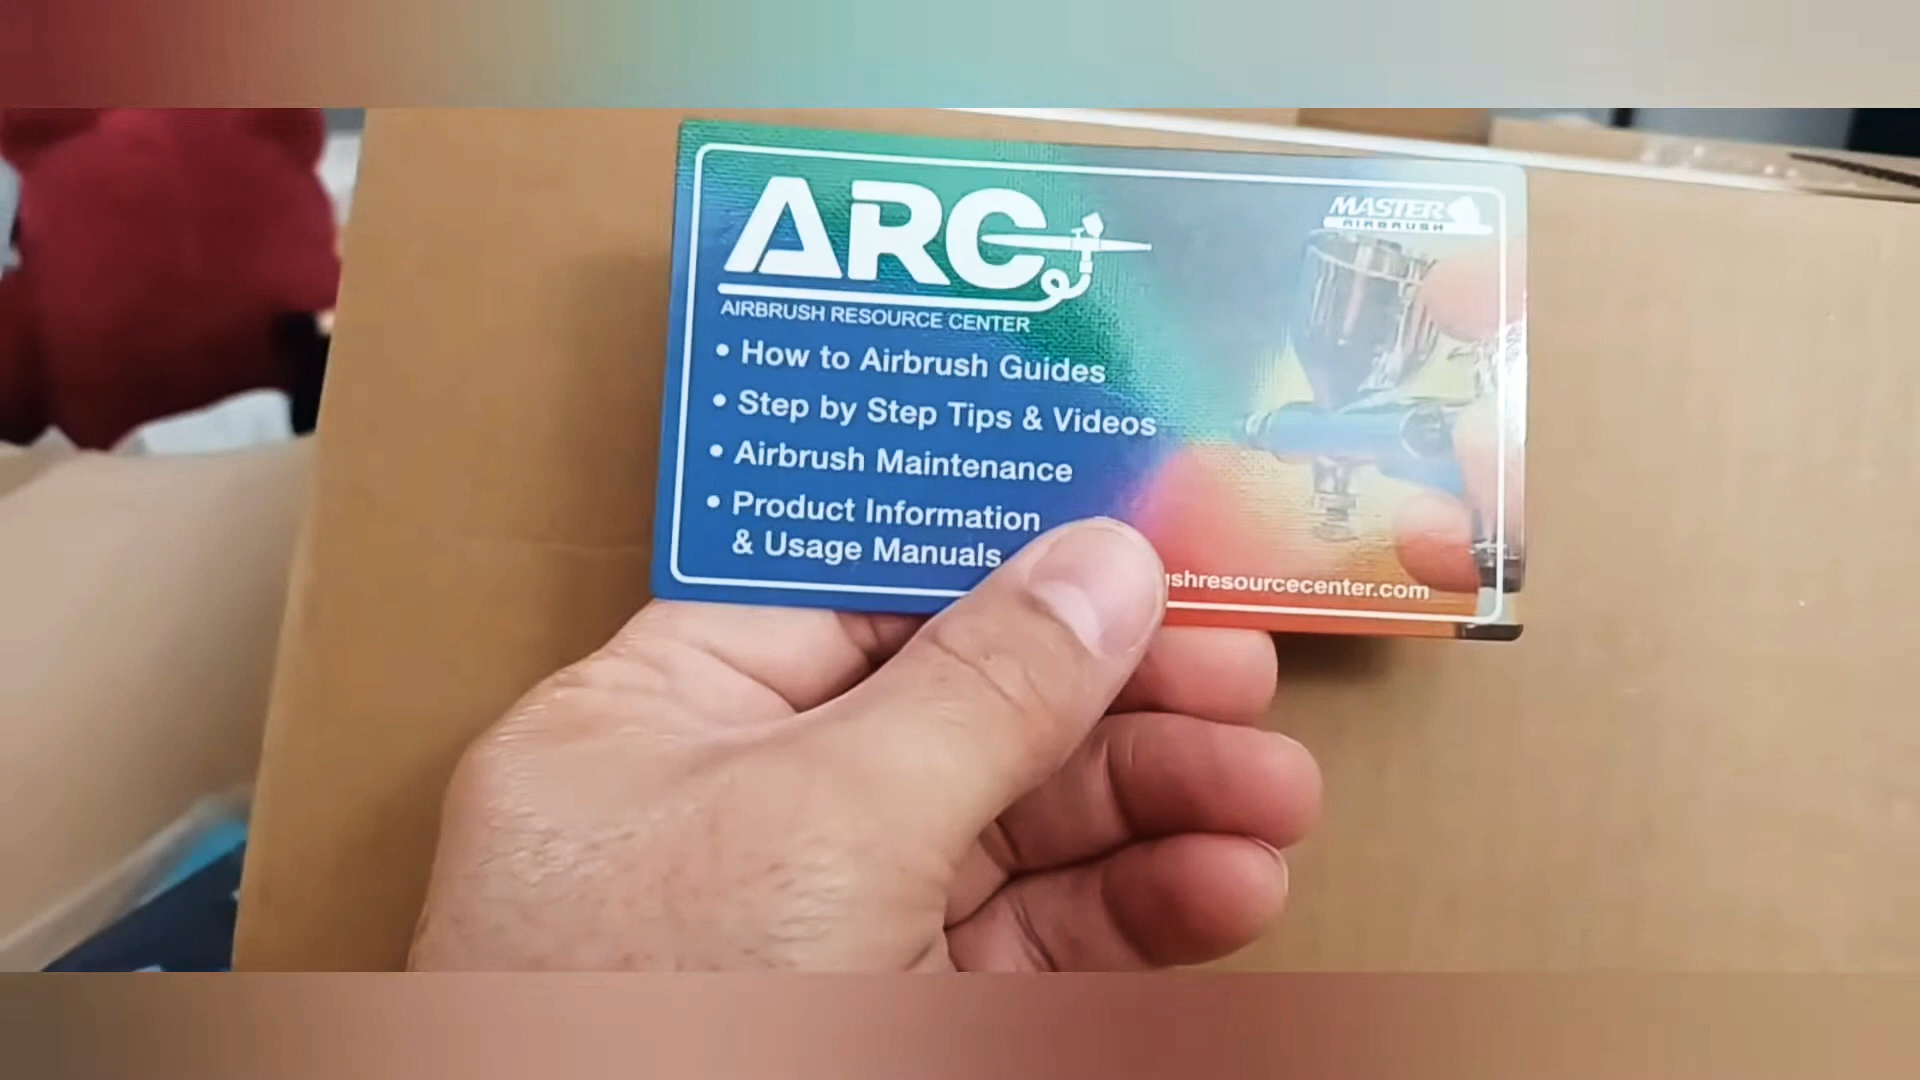 ARC
MASTER
AIRBRUSH
AIRBRUSH RESOURCE CENTER
• How to Airbrush Guides
• Step by Step Tips & Videos
• Airbrush Maintenance
• Product Information
& Usage Manuals
shresourcecenter.com